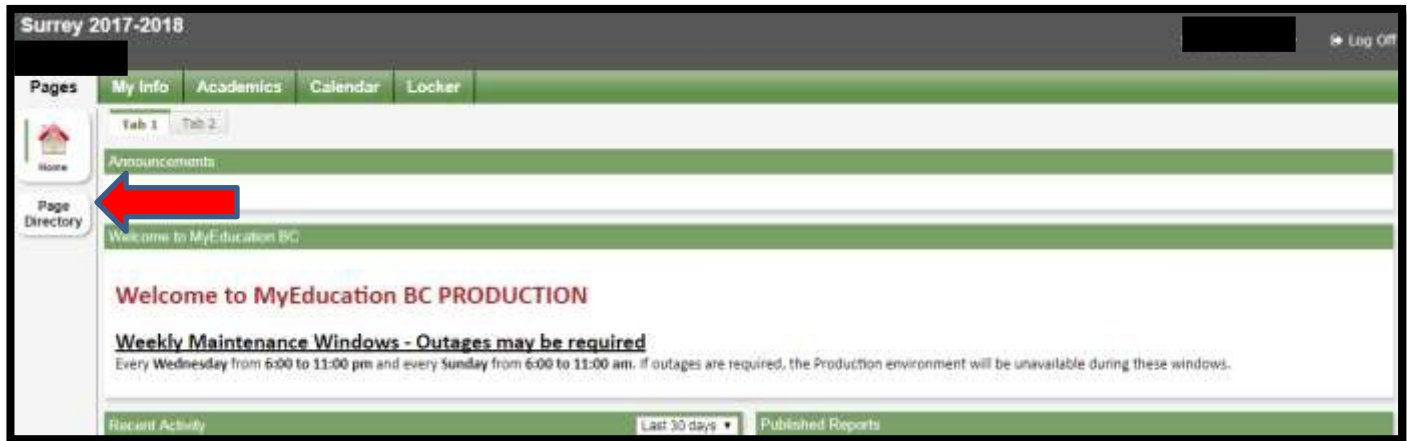 Surrey 2017-2018
Log Off
Pages My Info Academics Calendar Locker
Tab 1 Tab 2
Home
Announcements
Page
Directory
Welcome to MyEducation BC
Welcome to MyEducation BC PRODUCTION
Weekly Maintenance Windows - Outages may be required
Every Wednesday from 6:00 to 11:00 pm and every Sunday from 6:00 to 11:00 am. If outages are required, the Production environment will be unavailable during these windows.
Recent Activity Last 30 days Published Reports